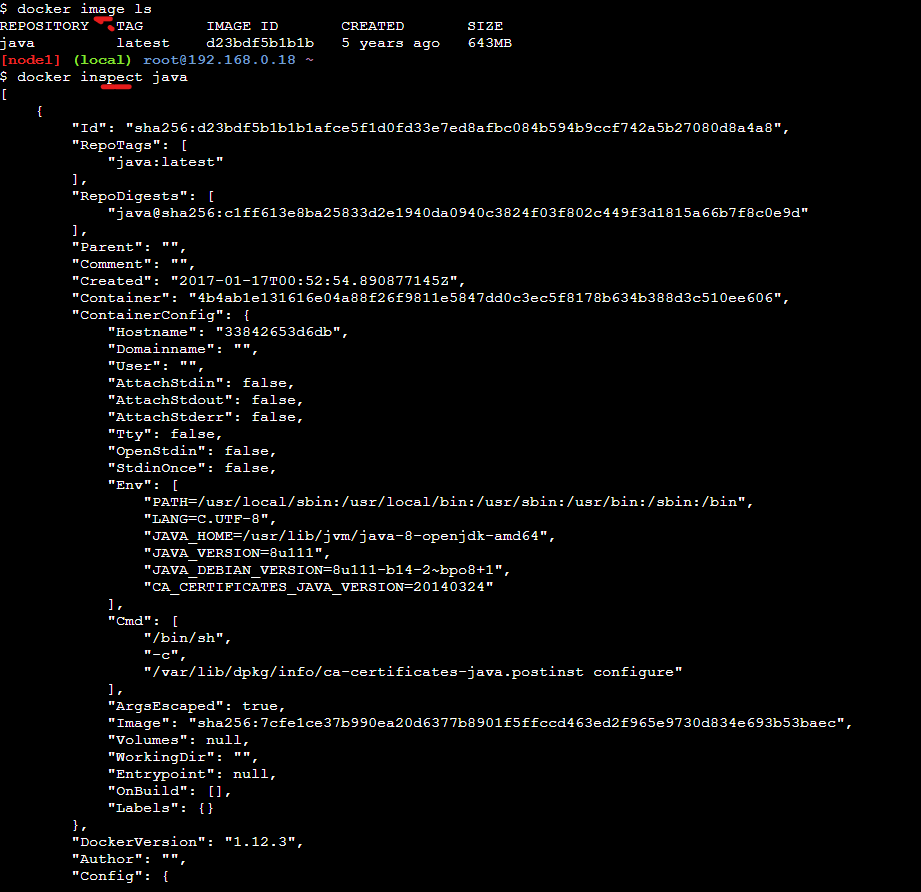 $ docker image ls
REPOSITORY TAG IMAGE ID CREATED SIZE
java latest d23bdf5b1b1b 5 years ago 643MB
[node1] (local) root@192.168.0.18 ~
$ docker inspect java
[
{
"Id": "sha256:d23bdf5b1b1b1afce5f1d0fd33e7ed8afbc084b594b9ccf742a5b27080d8a4a8",
"RepoTags": [
"java:latest"
],
"RepoDigests": [
"java@sha256:c1ff613e8ba25833d2e1940da0940c3824f03f802c449f3d1815a66b7f8c0e9d"
],
"Parent": "",
"Comment": "",
"Created": "2017-01-17T00:52:54.890877145Z",
"Container": "4b4ab1e131616e04a88f26f9811e5847dd0c3ec5f8178b634b388d3c510ee606",
"ContainerConfig": {
"Hostname": "33842653d6db",
"Domainname": "",
"User": "",
"AttachStdin": false,
"AttachStdout": false,
"AttachStderr": false,
"Tty": false,
"OpenStdin": false,
"StdinOnce": false,
"Env": [
"PATH=/usr/local/sbin:/usr/local/bin:/usr/sbin:/usr/bin:/sbin:/bin",
"LANG=C.UTF-8",
"JAVA_HOME=/usr/lib/jvm/java-8-openjdk-amd64",
"JAVA_VERSION=8u111",
"JAVA_DEBIAN_VERSION=8u111-b14-2~bpo8+1",
"CA_CERTIFICATES_JAVA_VERSION=20140324"
],
"Cmd": [
"/bin/sh",
"-c",
"/var/lib/dpkg/info/ca-certificates-java.postinst configure"
],
"ArgsEscaped": true,
"Image": "sha256:7cfe1ce37b990ea20d6377b8901f5ffccd463ed2f965e9730d834e693b53baec",
"Volumes": null,
"WorkingDir": "",
"Entrypoint": null,
"OnBuild": [],
"Labels": {}
},
"DockerVersion": "1.12.3",
"Author": "",
"Config": {